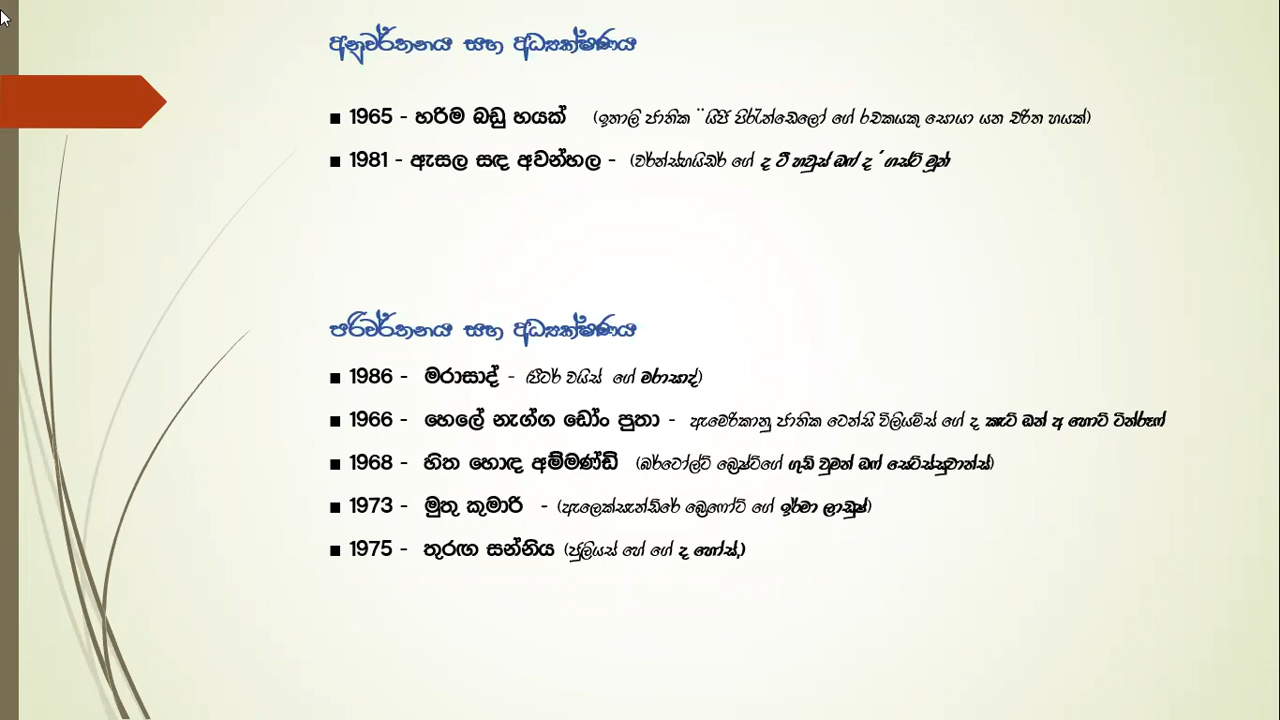 අනුවර්තනය සහ අධ්‍යක්ෂණය
■ 1965 - හරිම බඩු හයක් (ඉතාලි ජාතික ¨යිජි පිරැන්ඩෙලෝ ගේ රචකයකු සොයා යන චරිත හයක්)
■ 1981 - ඇසල සඳ අවන්හල - (වර්න්ස්හයිඩර් ගේ ද ටී හවුස් ඔෆ් ද ´ගස්ට් මූන්
පරිවර්තනය සහ අධ්‍යක්ෂණය
■ 1986 - මරාසාද් - පීටර් වයිස් ගේ මරාසාද්)
■ 1966 - හෙලේ නැග්ග ඩෝං පුතා - ඇමෙරිකානු ජාතික ටෙන්සි විලියම්ස් ගේ ද කැට් ඔන් අ හොට් ටින්රූෆ්
■ 1968 - හිත හොඳ අම්මණ්ඩි (බර්ටෝල්ට් බ්‍රෙෂ්ට්ගේ ගුඩ් වුමන් ඔෆ් සෙට්ස්සුවාන්ස්)
■ 1973 - මුතු කුමාරි - (ඇලෙක්සැන්ඩ්රේ බ්‍රෙෆෝට් ගේ ඉර්මා ලාඩුෂ්)
■ 1975 - තුරඟ සන්නිය (ජුලියස් හේ ගේ ද හෝස්,)